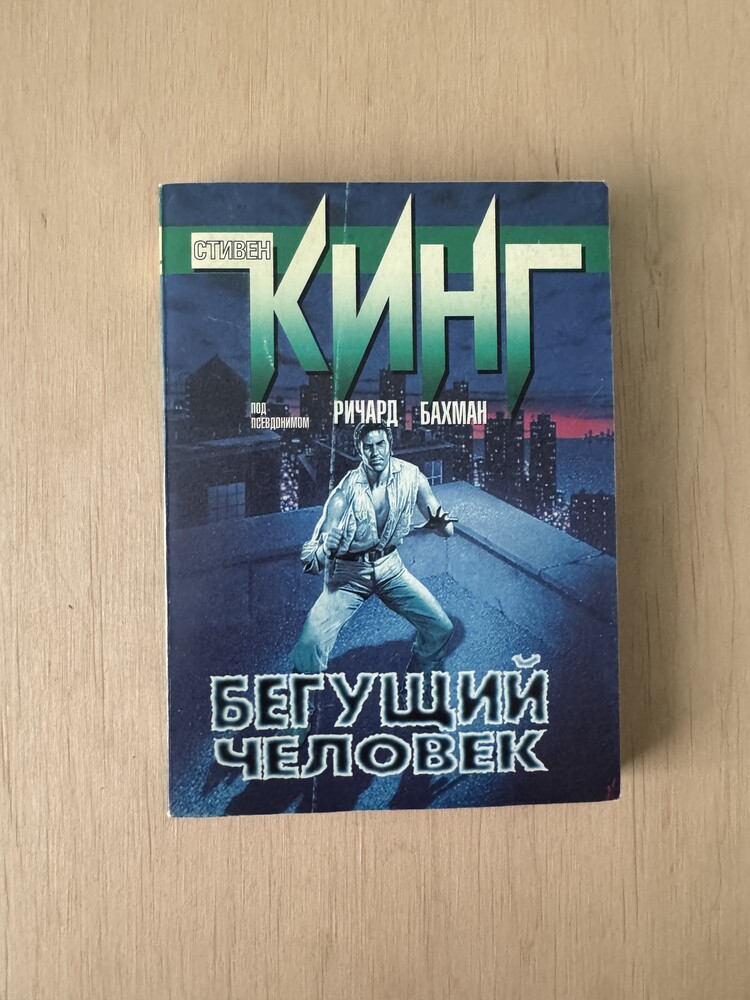 СТИВЕН
КИНГ
ПОД
ПСЕВДОНИМОМ
РИЧАРД БАХМАН
БЕГУЩИЙ
ЧЕЛОВЕК